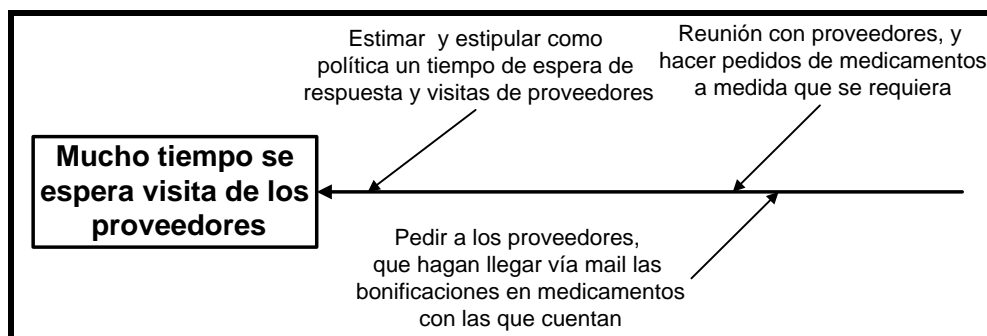 Estimar y estipular como
política un tiempo de espera de
respuesta y visitas de proveedores
Reunión con proveedores, y
hacer pedidos de medicamentos
a medida que se requiera
Mucho tiempo se
espera visita de los
proveedores
Pedir a los proveedores,
que hagan llegar vía mail las
bonificaciones en medicamentos
con las que cuentan